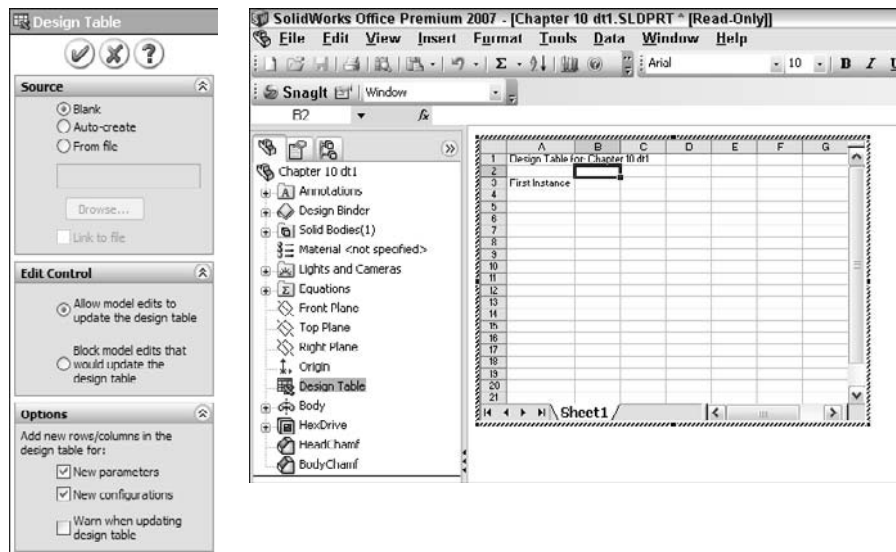 Design Table
Source
Blank
Auto-create
From file
Browse...
Link to file
Edit Control
Allow model edits to
update the design table
Block model edits that
would update the
design table
Options
Add new rows/columns in the
design table for:
New parameters
New configurations
Warn when updating
design table
SolidWorks Office Premium 2007 - [Chapter 10 dt1.SLDPRT * [Read-Only]]
File Edit View Insert Format Tools Data Window Help
Arial 10 B I U
SnagIt Window
B2 fx
Chapter 10 dt1
Annotations
Design Binder
Solid Bodies(1)
Material <not specified>
Lights and Cameras
Equations
Front Plane
Top Plane
Right Plane
Origin
Design Table
Body
HexDrive
HeadChamf
BodyChamf
A B C D E F G
1 Design Table for: Chapter 10 dt1
2
3 First Instance
4
5
6
7
8
9
10
11
12
13
14
15
16
17
18
19
20
21
Sheet1